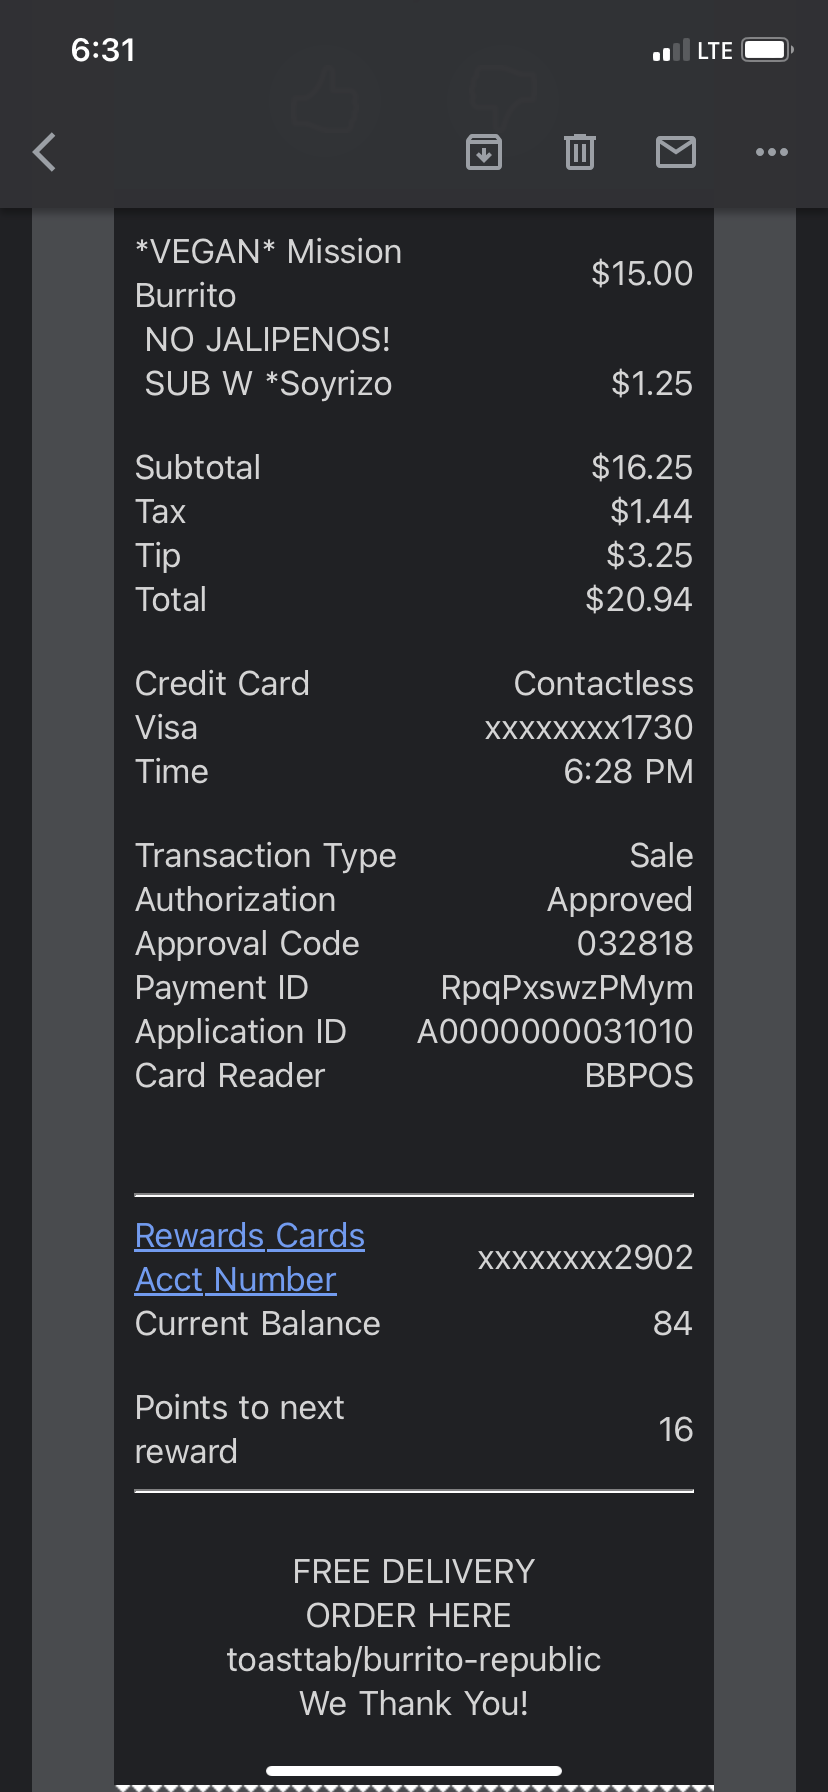 6:31 LTE
*VEGAN* Mission
Burrito $15.00
NO JALIPENOS!
SUB W *Soyrizo $1.25
Subtotal $16.25
Tax $1.44
Tip $3.25
Total $20.94
Credit Card Contactless
Visa xxxxxxxx1730
Time 6:28 PM
Transaction Type Sale
Authorization Approved
Approval Code 032818
Payment ID RpqPxswzPMym
Application ID A0000000031010
Card Reader BBPOS
Rewards Cards
Acct Number xxxxxxxx2902
Current Balance 84
Points to next
reward 16
FREE DELIVERY
ORDER HERE
toasttab/burrito-republic
We Thank You!